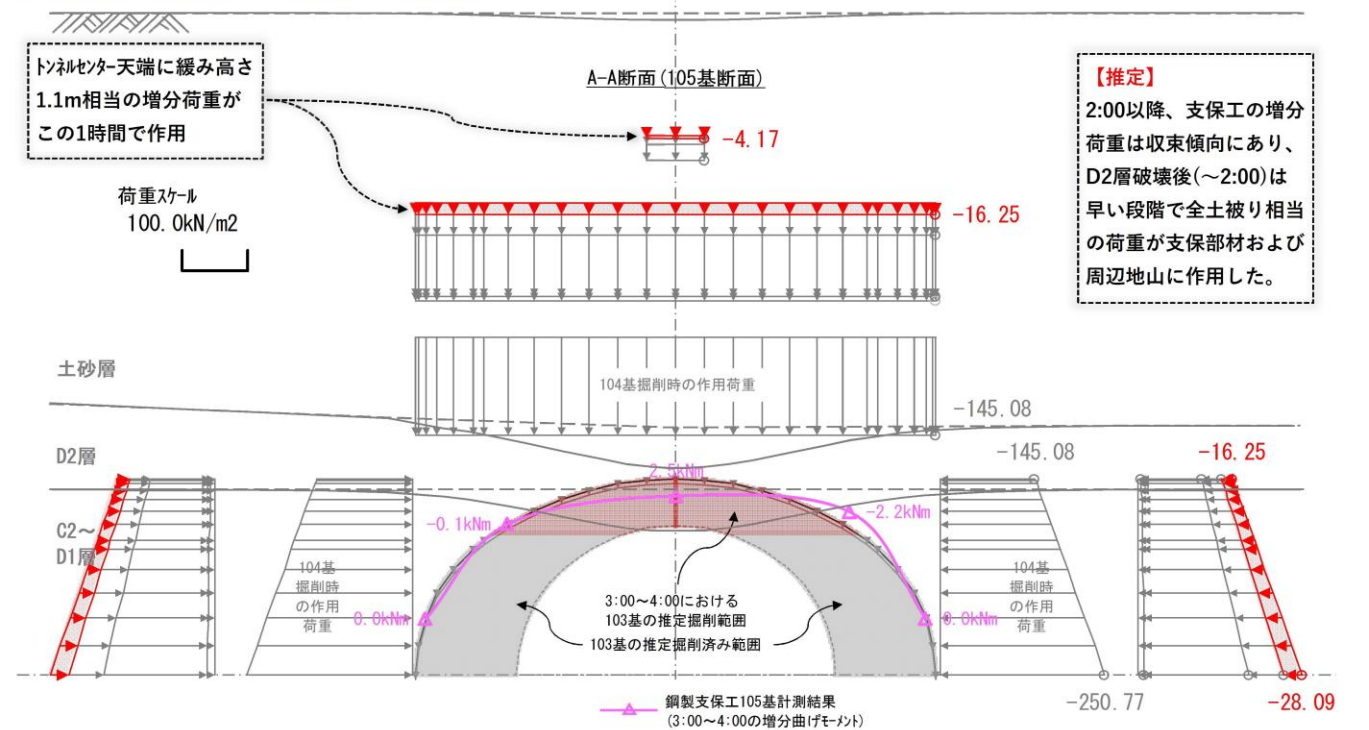 トンネルセンター天端に緩み高さ
1.1m相当の増分荷重が
この1時間で作用
A-A断面(105基断面)
【推定】
2:00以降、支保工の増分
荷重は収束傾向にあり、
D2層破壊後(～2:00)は
早い段階で全土被り相当
の荷重が支保部材および
周辺地山に作用した。
-4.17
荷重スケール
100.0kN/m2
-16.25
土砂層
104基掘削時の作用荷重
-145.08
D2層
-145.08
-16.25
2.5kNm
-0.1kNm
-2.2kNm
C2～
D1層
104基
掘削時
の作用
荷重
104基
掘削時
の作用
荷重
3:00～4:00における
103基の推定掘削範囲
0.0kNm
0.0kNm
103基の推定掘削済み範囲
-250.77
-28.09
鋼製支保工105基計測結果
(3:00～4:00の増分曲げモーメント)